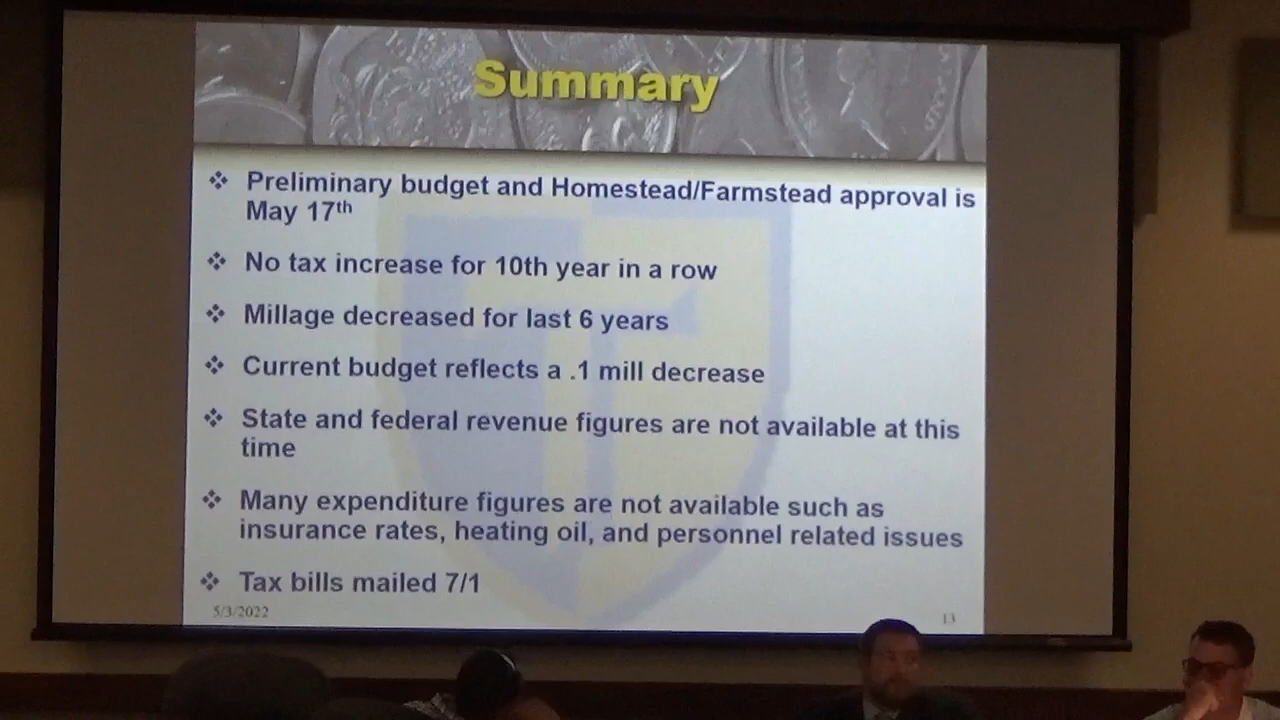 Summary
❖ Preliminary budget and Homestead/Farmstead approval is
May 17th
❖ No tax increase for 10th year in a row
❖ Millage decreased for last 6 years
❖ Current budget reflects a .1 mill decrease
❖ State and federal revenue figures are not available at this
time
❖ Many expenditure figures are not available such as
insurance rates, heating oil, and personnel related issues
❖ Tax bills mailed 7/1
5/3/2022
13